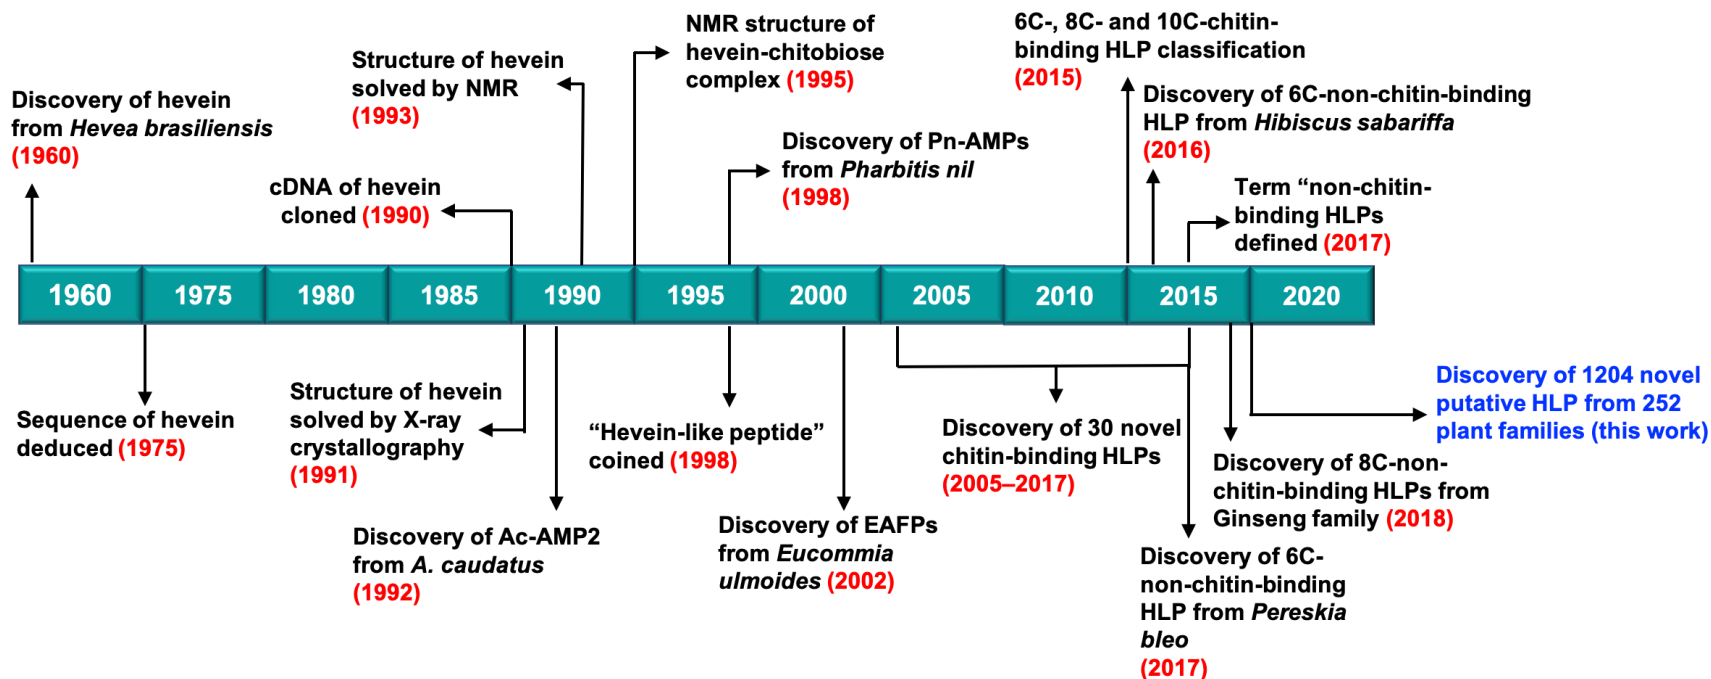 Discovery of hevein
from Hevea brasiliensis
(1960)
Structure of hevein
solved by NMR
(1993)
cDNA of hevein
cloned (1990)
NMR structure of
hevein-chitobiose
complex (1995)
Discovery of Pn-AMPs
from Pharbitis nil
(1998)
6C-, 8C- and 10C-chitin-
binding HLP classification
(2015)
Discovery of 6C-non-chitin-binding
HLP from Hibiscus sabariffa
(2016)
Term “non-chitin-
binding HLPs
defined (2017)
1960
1975
1980
1985
1990
1995
2000
2005
2010
2015
2020
Sequence of hevein
deduced (1975)
Structure of hevein
solved by X-ray
crystallography
(1991)
Discovery of Ac-AMP2
from A. caudatus
(1992)
“Hevein-like peptide”
coined (1998)
Discovery of EAFPs
from Eucommia
ulmoides (2002)
Discovery of 30 novel
chitin-binding HLPs
(2005–2017)
Discovery of 6C-
non-chitin-binding
HLP from Pereskia
bleo
(2017)
Discovery of 8C-non-
chitin-binding HLPs from
Ginseng family (2018)
Discovery of 1204 novel
putative HLP from 252
plant families (this work)